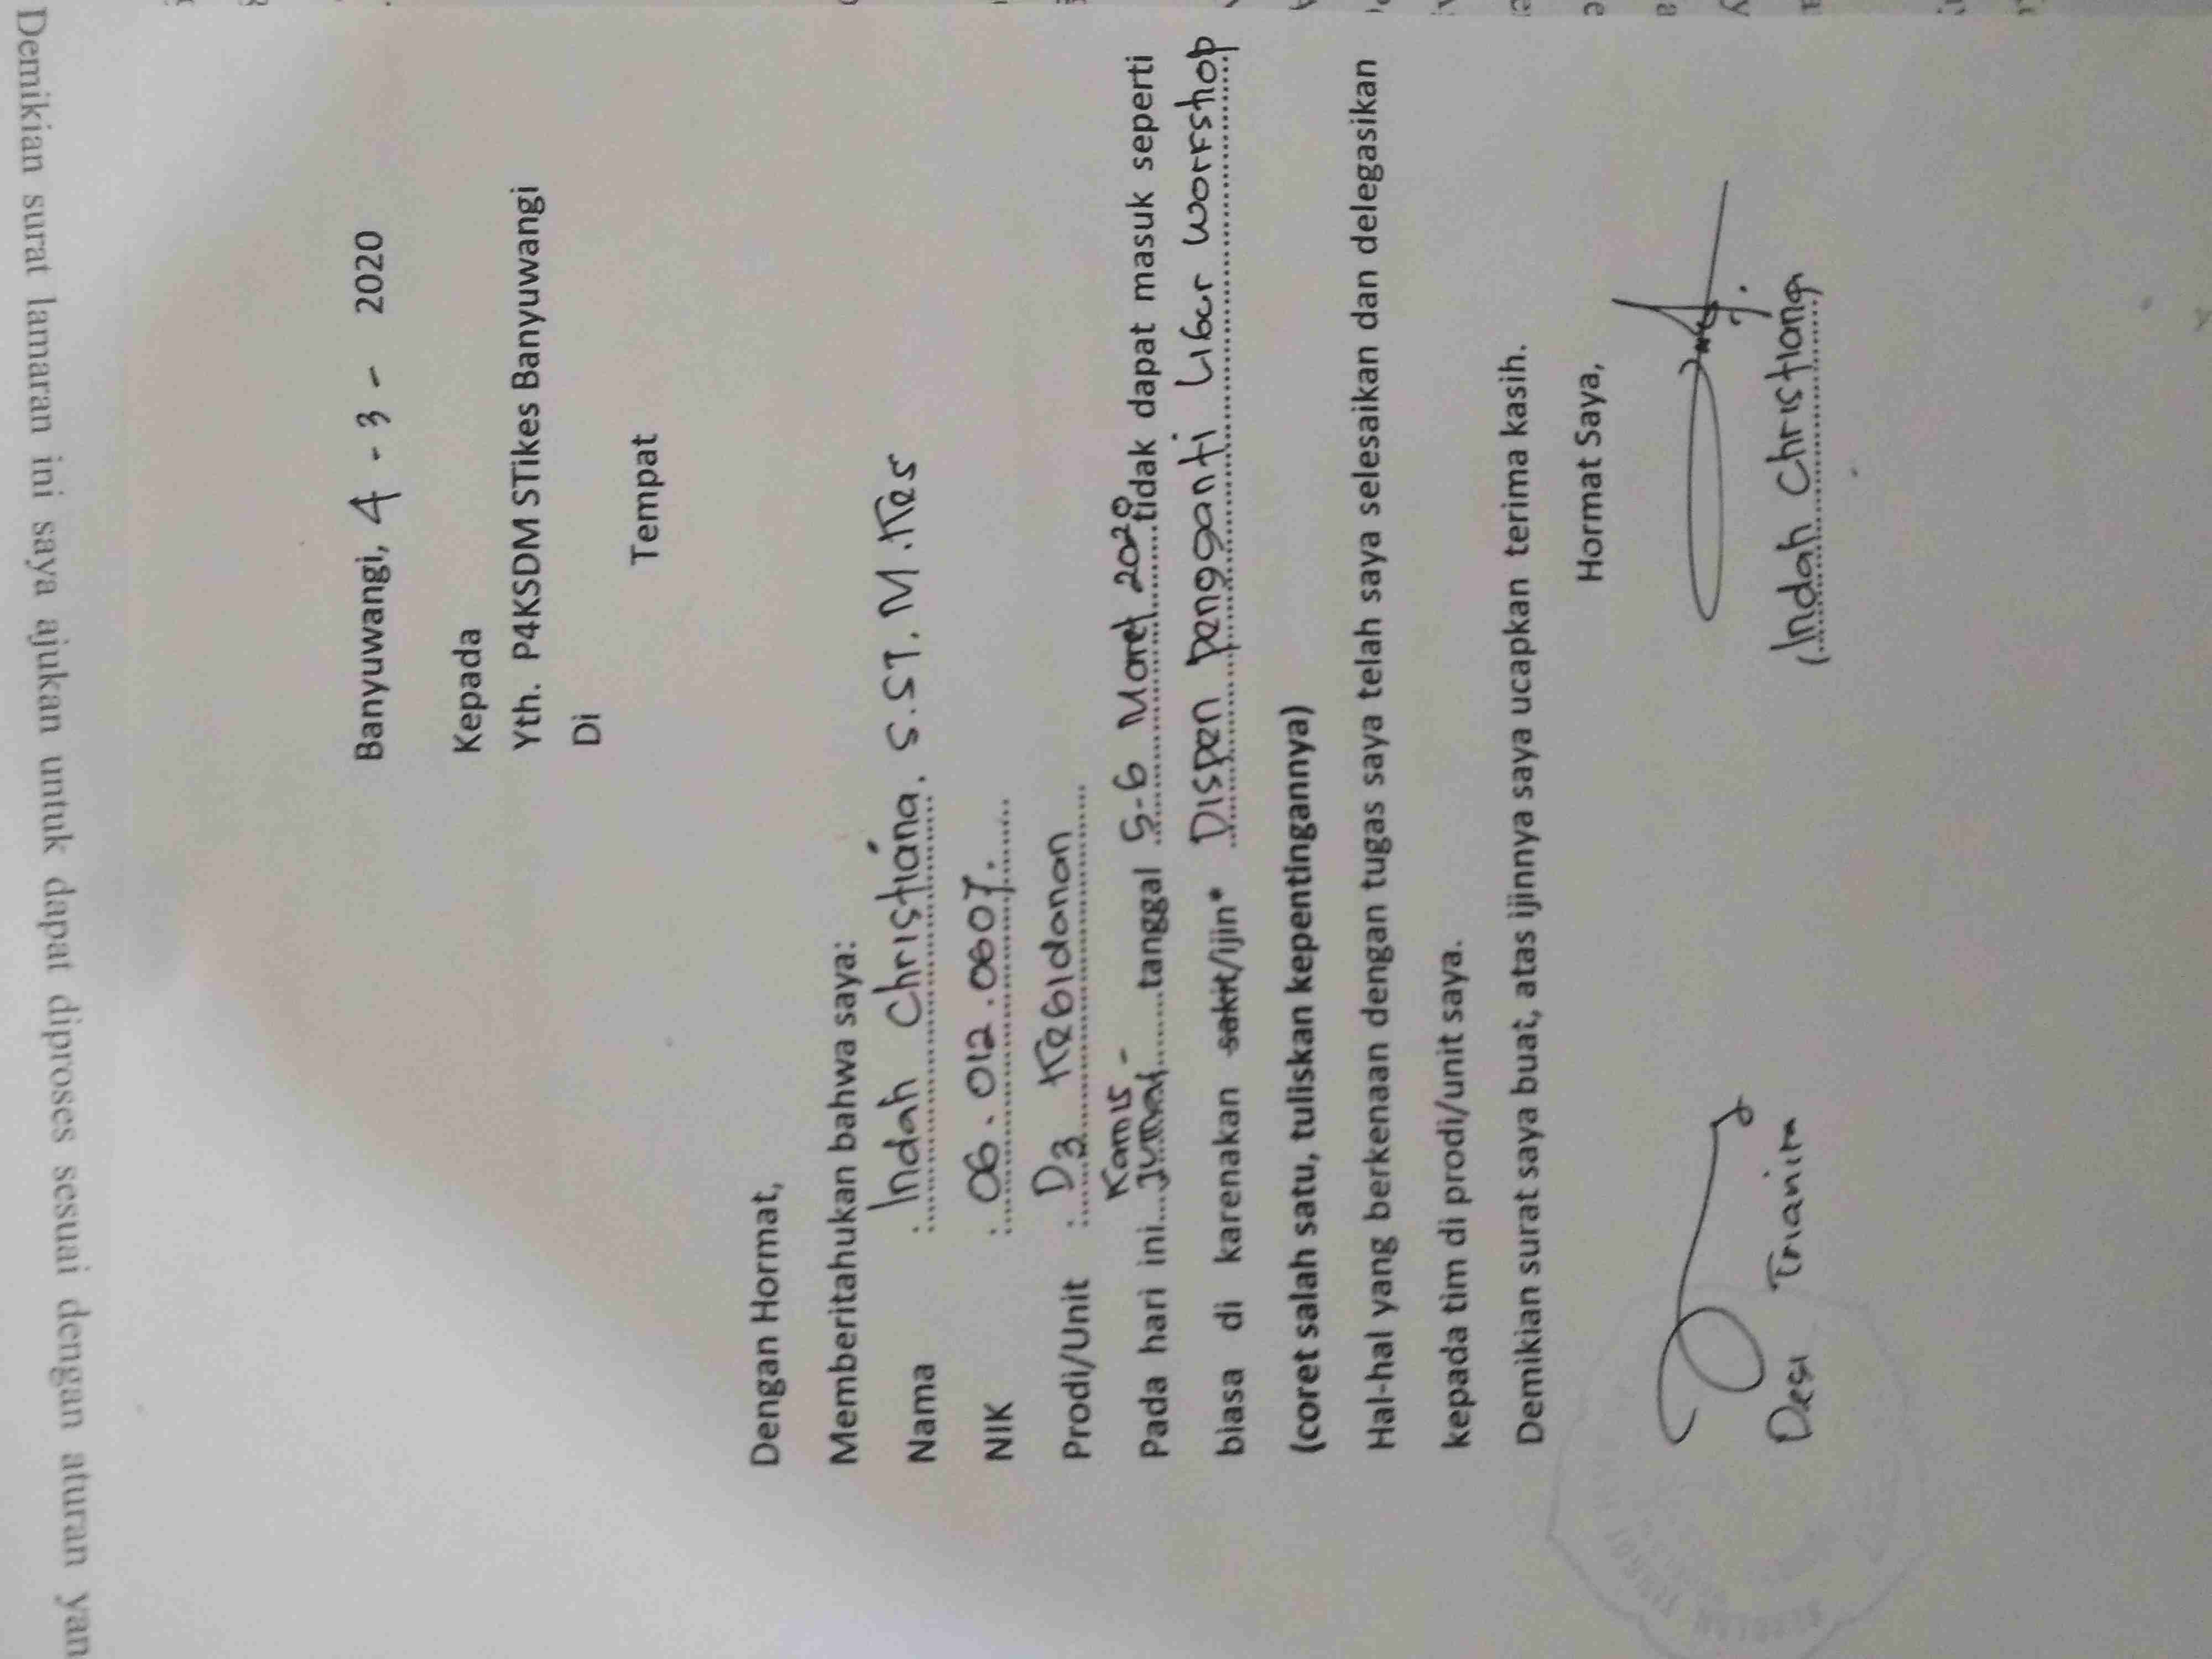 Demikian surat lamaran ini saya ajukan untuk dapat diproses sesuai dengan aturan yan
Banyuwangi, 4 - 3 - 2020
Kepada
Yth. P4KSDM STikes Banyuwangi
Di
Tempat
Dengan Hormat,
Memberitahukan bahwa saya:
Nama : Indah Christiana. S.ST. M.Kes
NIK : 06.012.0607.
Prodi/Unit : D3 Kebidanan
Kamis -
Pada hari ini...Jumat.........tanggal 5-6 Maret 2020 tidak dapat masuk seperti
biasa di karenakan sakit/ijin* Dispen pengganti Libur Workshop
(coret salah satu, tuliskan kepentingannya)
Hal-hal yang berkenaan dengan tugas saya telah saya selesaikan dan delegasikan
kepada tim di prodi/unit saya.
Demikian surat saya buat, atas ijinnya saya ucapkan terima kasih.
Hormat Saya,
Desi Trianita
(Indah Christiana)